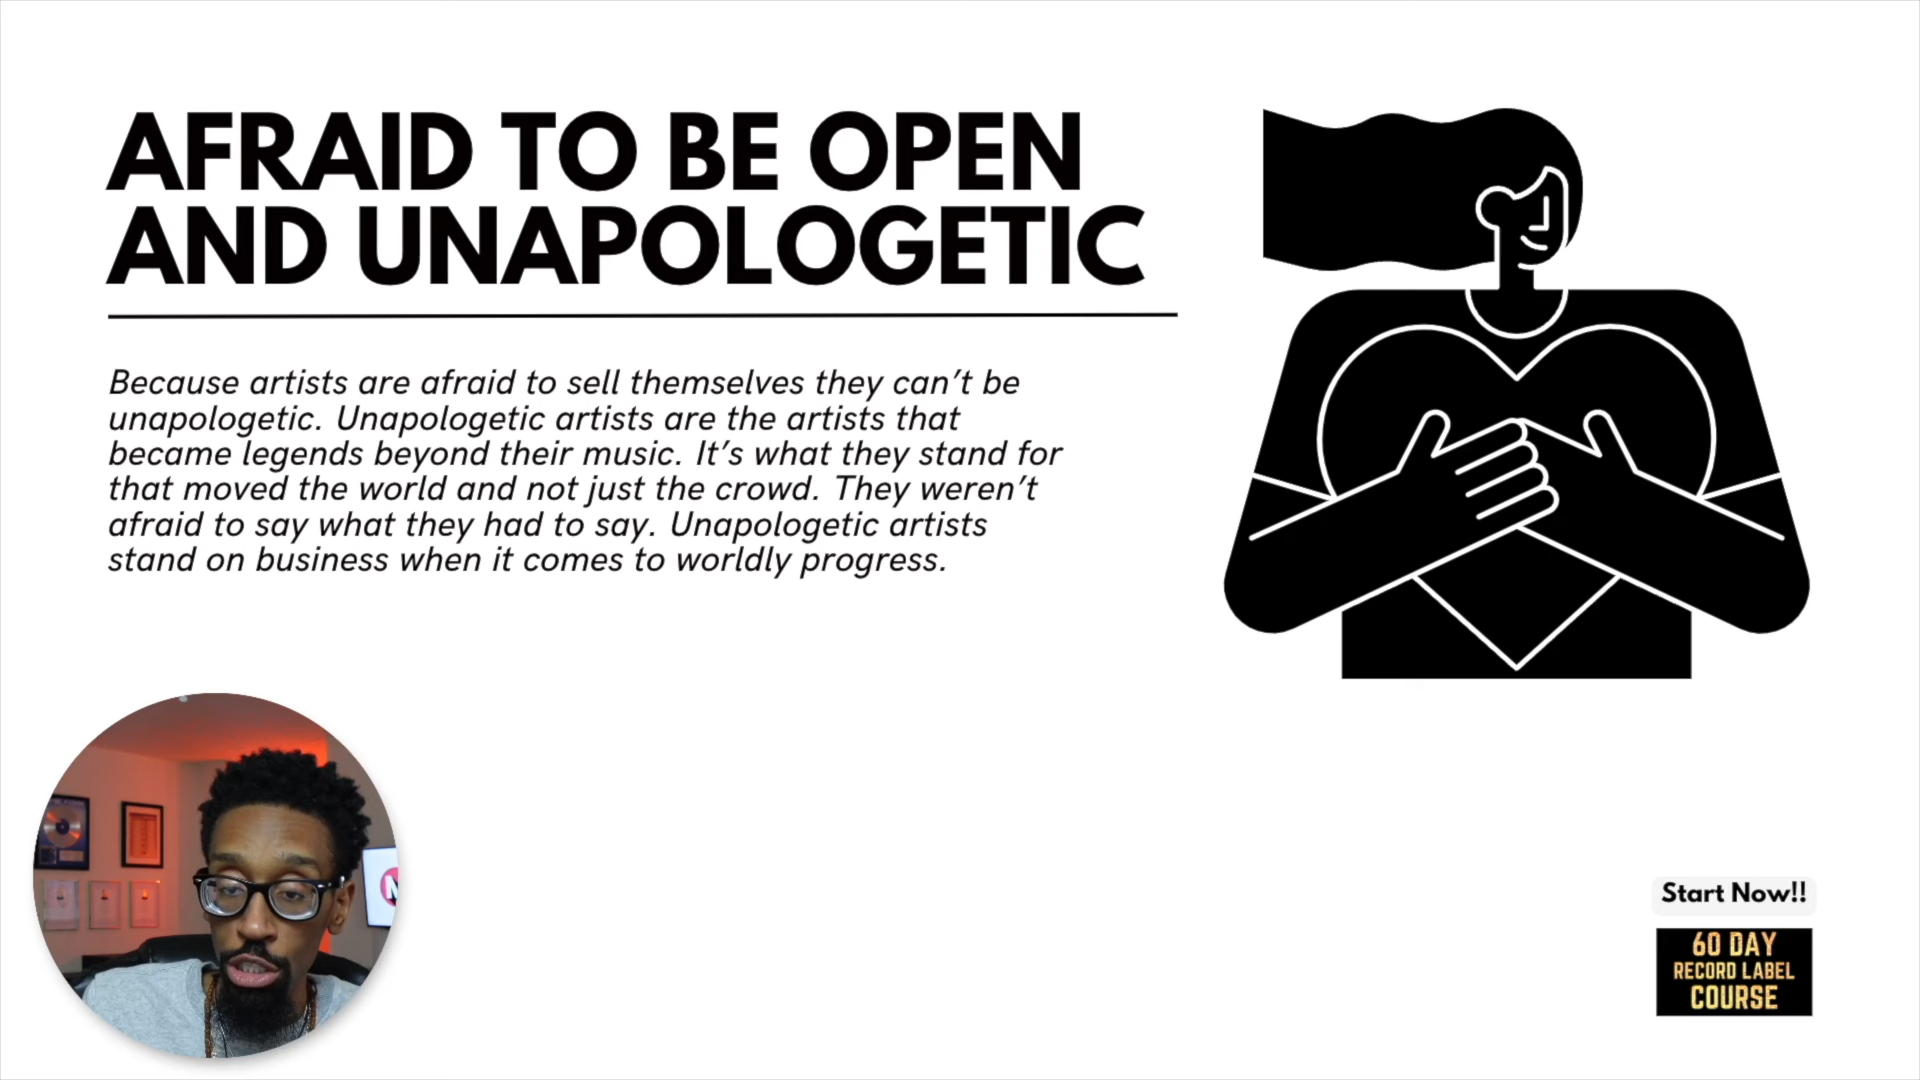 AFRAID TO BE OPEN
AND UNAPOLOGETIC
Because artists are afraid to sell themselves they can’t be
unapologetic. Unapologetic artists are the artists that
became legends beyond their music. It’s what they stand for
that moved the world and not just the crowd. They weren’t
afraid to say what they had to say. Unapologetic artists
stand on business when it comes to worldly progress.
Start Now!!
60 DAY
RECORD LABEL
COURSE